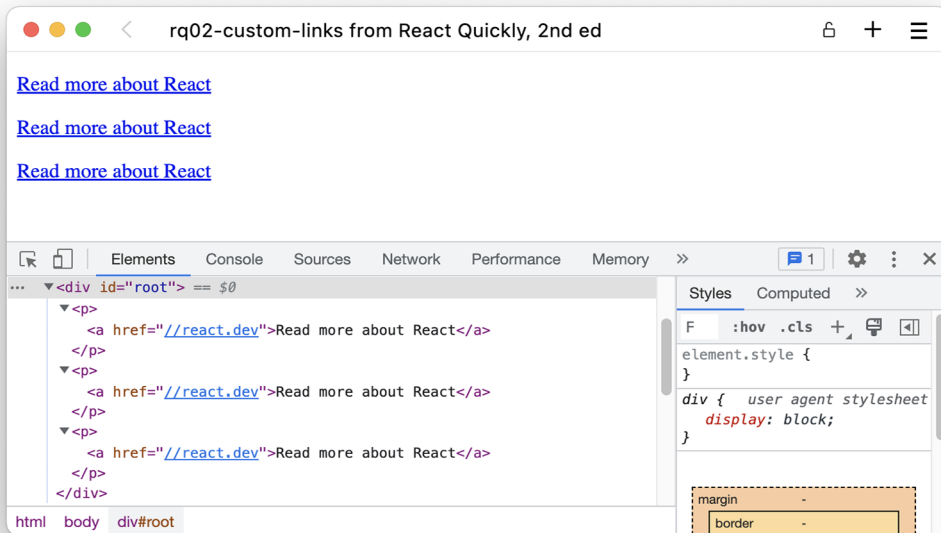 rq02-custom-links from React Quickly, 2nd ed
Read more about React
Read more about React
Read more about React
Elements Console Sources Network Performance Memory » 1
<div id="root"> == $0
<p>
<a href="//react.dev">Read more about React</a>
</p>
<p>
<a href="//react.dev">Read more about React</a>
</p>
<p>
<a href="//react.dev">Read more about React</a>
</p>
</div>
html body div#root
Styles Computed »
F :hov .cls +
element.style {
}
div { user agent stylesheet
display: block;
}
margin -
border -